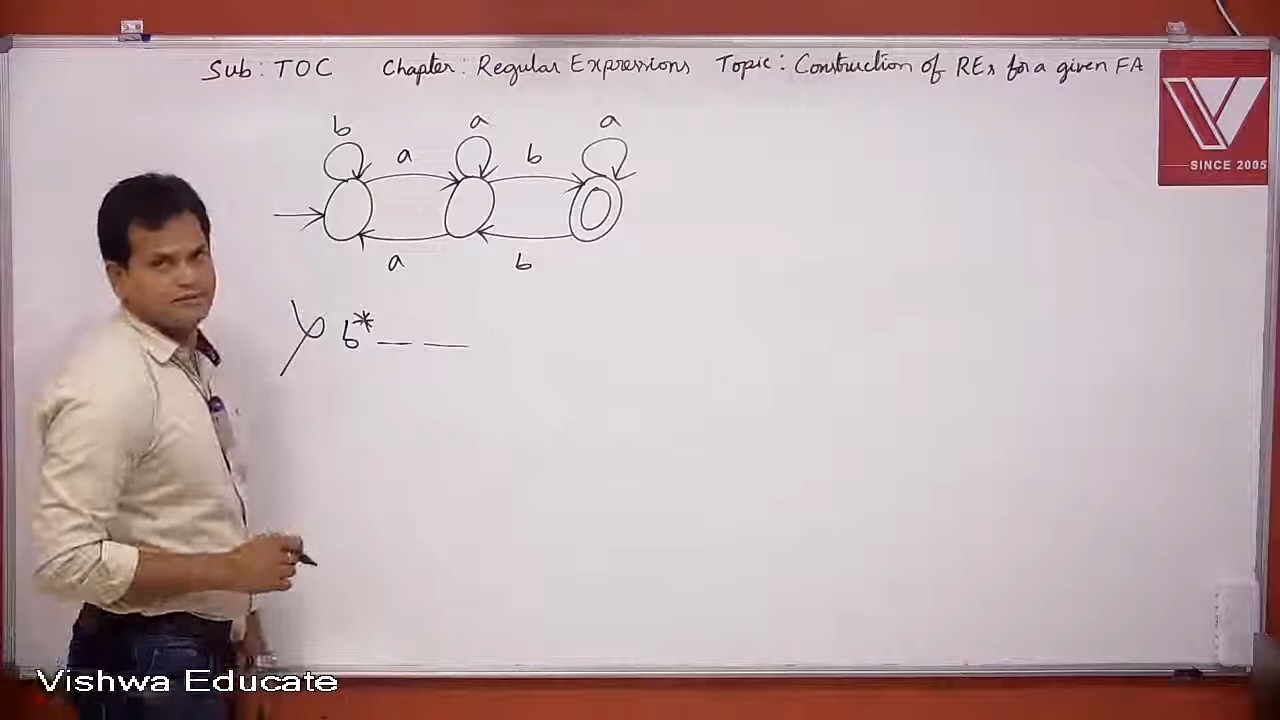 Sub: TOC Chapter: Regular Expressions Topic: Construction of REs for a given FA
SINCE 2005
b a a
a b
a b
b* _ _
Vishwa Educate